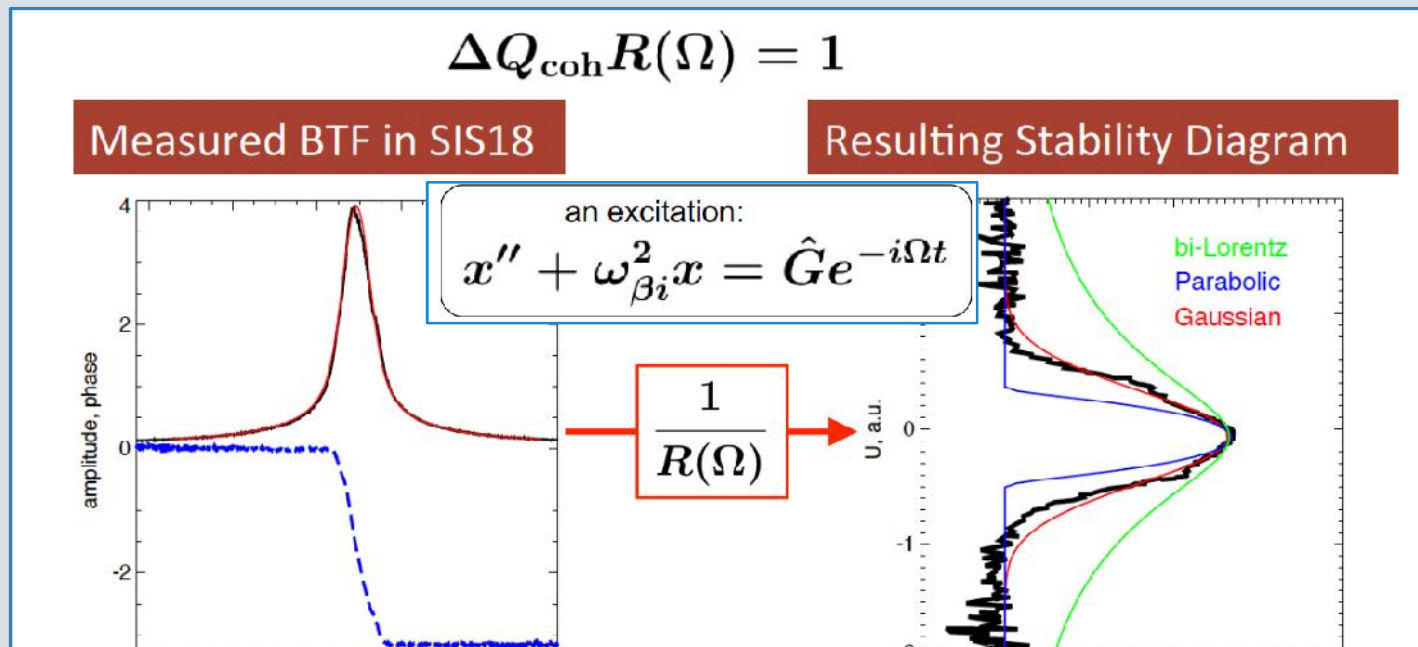 ΔQ_coh R(Ω) = 1
Measured BTF in SIS18
Resulting Stability Diagram
an excitation:
x″ + ω²_βi x = Ĝe^{−iΩt}
4
2
0
-2
amplitude, phase
1
R(Ω)
bi-Lorentz
Parabolic
Gaussian
0
-1
U, a.u.